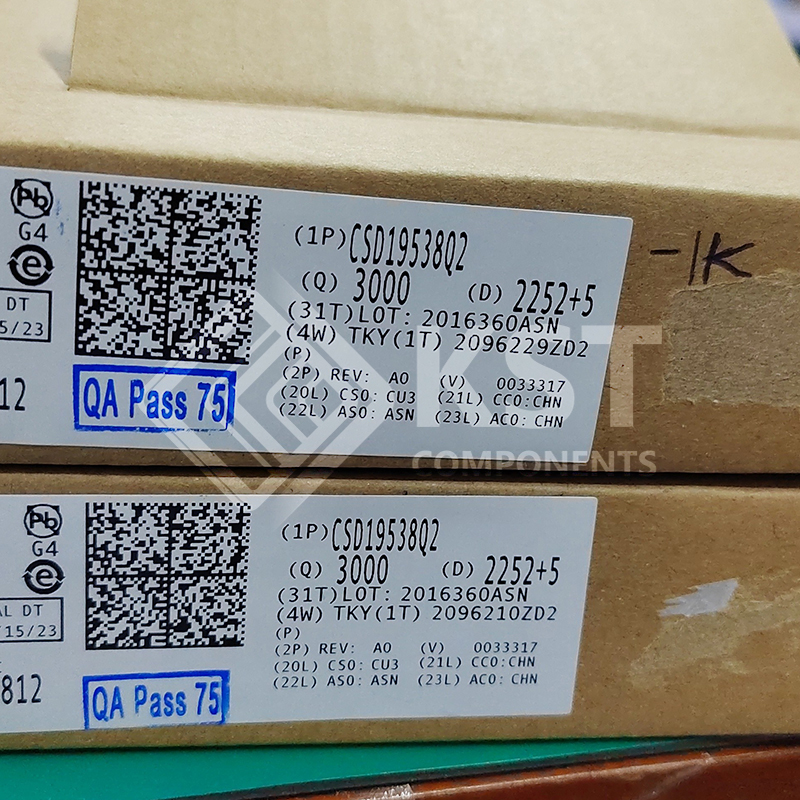 Pb
G4
e
DT
5/23
12
QA Pass 75
(1P)CSD19538Q2
(Q) 3000 (D) 2252+5
(31T)LOT: 2016360ASN
(4W) TKY(1T) 2096229ZD2
(P)
(2P) REV: A0 (V) 0033317
(20L) CSO: CU3 (21L) CCO: CHN
(22L) ASO: ASN (23L) ACO: CHN
-1K
KST
COMPONENTS
Pb
G4
e
AL DT
/15/23
812
QA Pass 75
(1P)CSD19538Q2
(Q) 3000 (D) 2252+5
(31T)LOT: 2016360ASN
(4W) TKY(1T) 2096210ZD2
(P)
(2P) REV: A0 (V) 0033317
(20L) CSO: CU3 (21L) CCO: CHN
(22L) ASO: ASN (23L) ACO: CHN